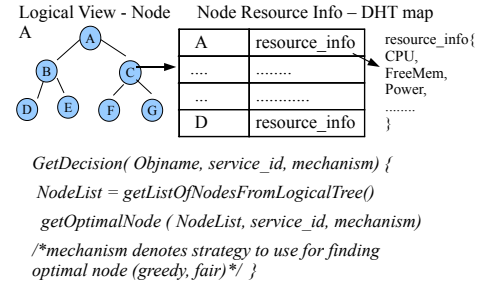 Logical View - Node A
Node Resource Info – DHT map
A
B
C
D
E
F
G
A resource_info
.... ........
... ............
D resource_info
resource_info{
CPU,
FreeMem,
Power,
........
}
GetDecision( Objname, service_id, mechanism) {
NodeList = getListOfNodesFromLogicalTree()
getOptimalNode ( NodeList, service_id, mechanism)
/*mechanism denotes strategy to use for finding
optimal node (greedy, fair)*/ }